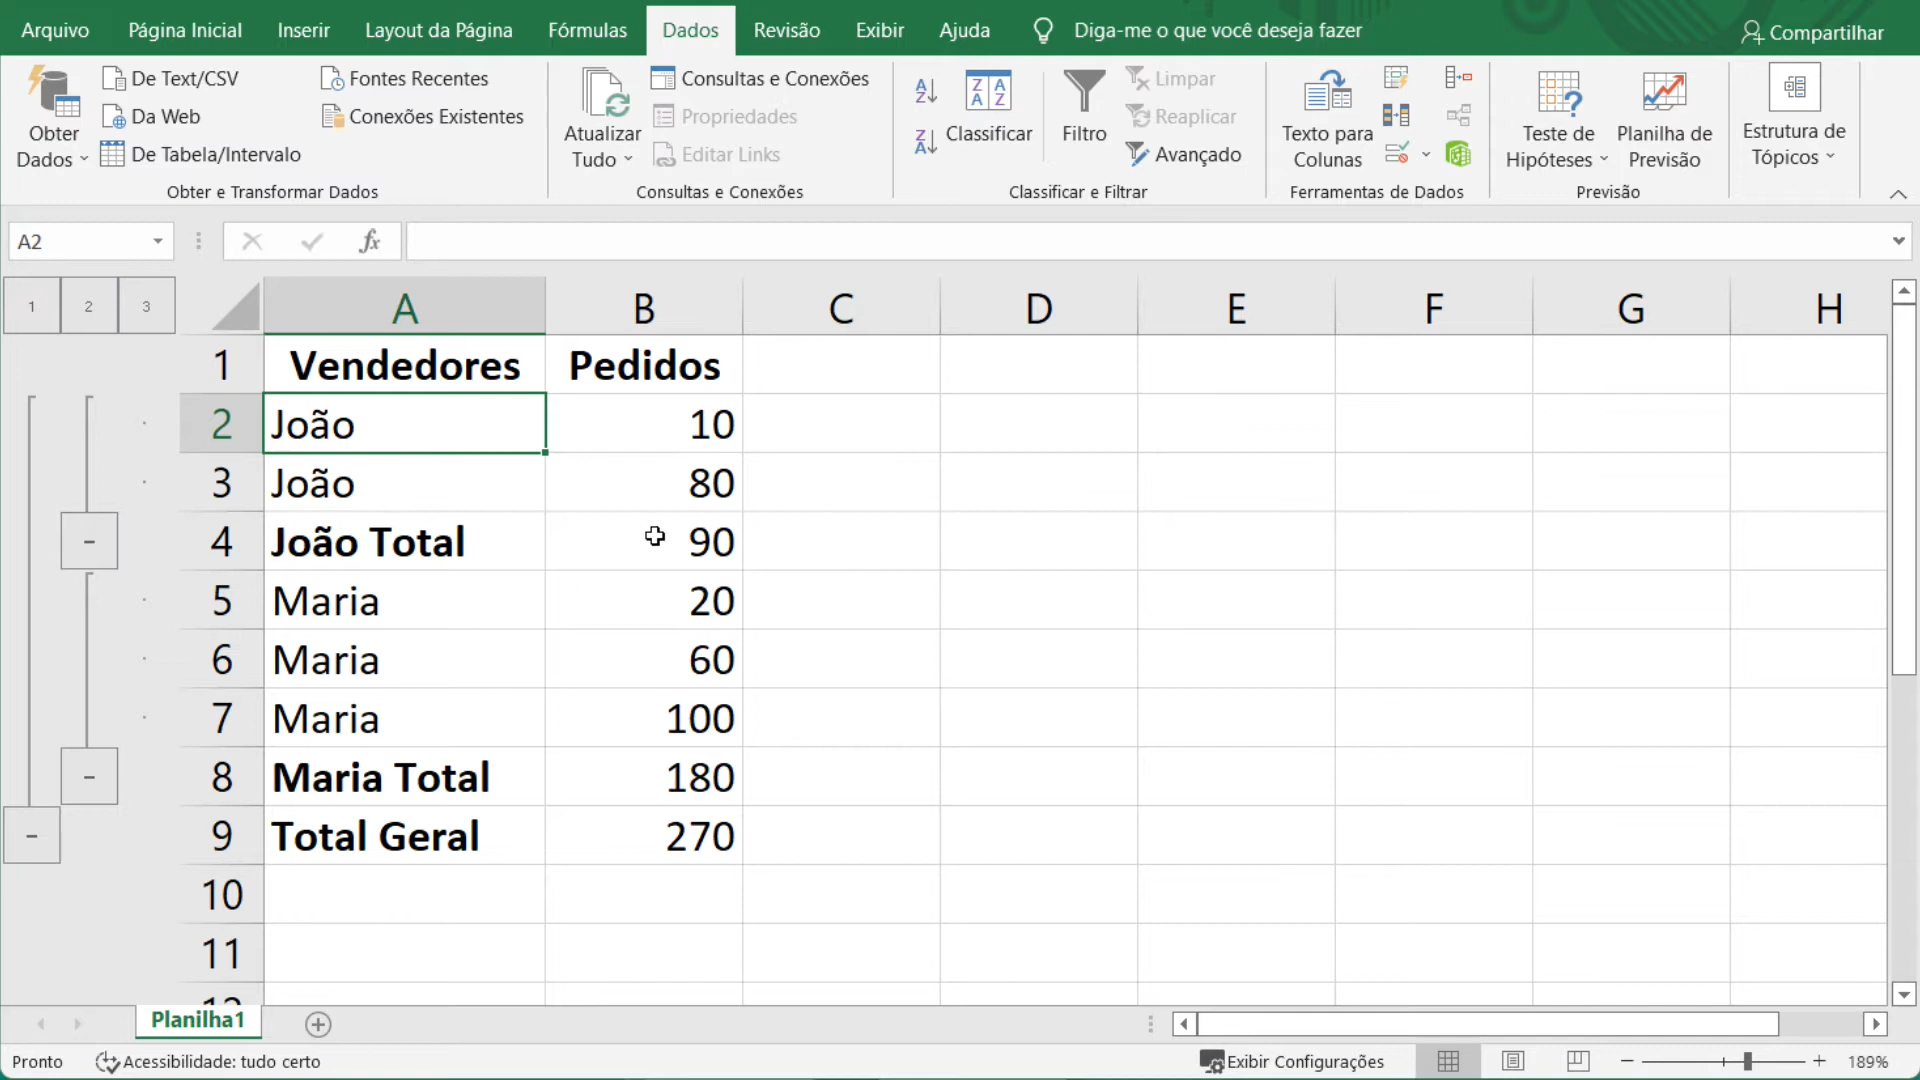 Arquivo Página Inicial Inserir Layout da Página Fórmulas Dados Revisão Exibir Ajuda Diga-me o que você deseja fazer Compartilhar
Obter Dados
De Text/CSV
Da Web
De Tabela/Intervalo
Fontes Recentes
Conexões Existentes
Obter e Transformar Dados
Atualizar Tudo
Consultas e Conexões
Propriedades
Editar Links
Consultas e Conexões
A Z
Z A
Z A A Z
Classificar
Filtro
Limpar
Reaplicar
Avançado
Classificar e Filtrar
Texto para Colunas
Ferramentas de Dados
Teste de Hipóteses
Planilha de Previsão
Previsão
Estrutura de Tópicos
A2 fx
1 2 3
A B C D E F G H
1 Vendedores Pedidos
2 João 10
3 João 80
4 João Total 90
5 Maria 20
6 Maria 60
7 Maria 100
8 Maria Total 180
9 Total Geral 270
10
11
12
Planilha1
Pronto Acessibilidade: tudo certo Exibir Configurações 189%